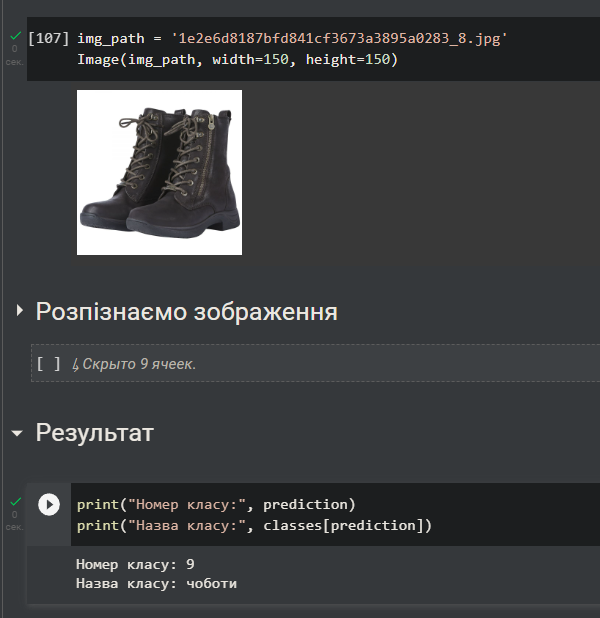 [107] img_path = '1e2e6d8187bfd841cf3673a3895a0283_8.jpg'
0 сек. Image(img_path, width=150, height=150)
Розпізнаємо зображення
[ ] ↳ Скрыто 9 ячеек.
Результат
print("Номер класу:", prediction)
0 сек. print("Назва класу:", classes[prediction])
Номер класу: 9
Назва класу: чоботи